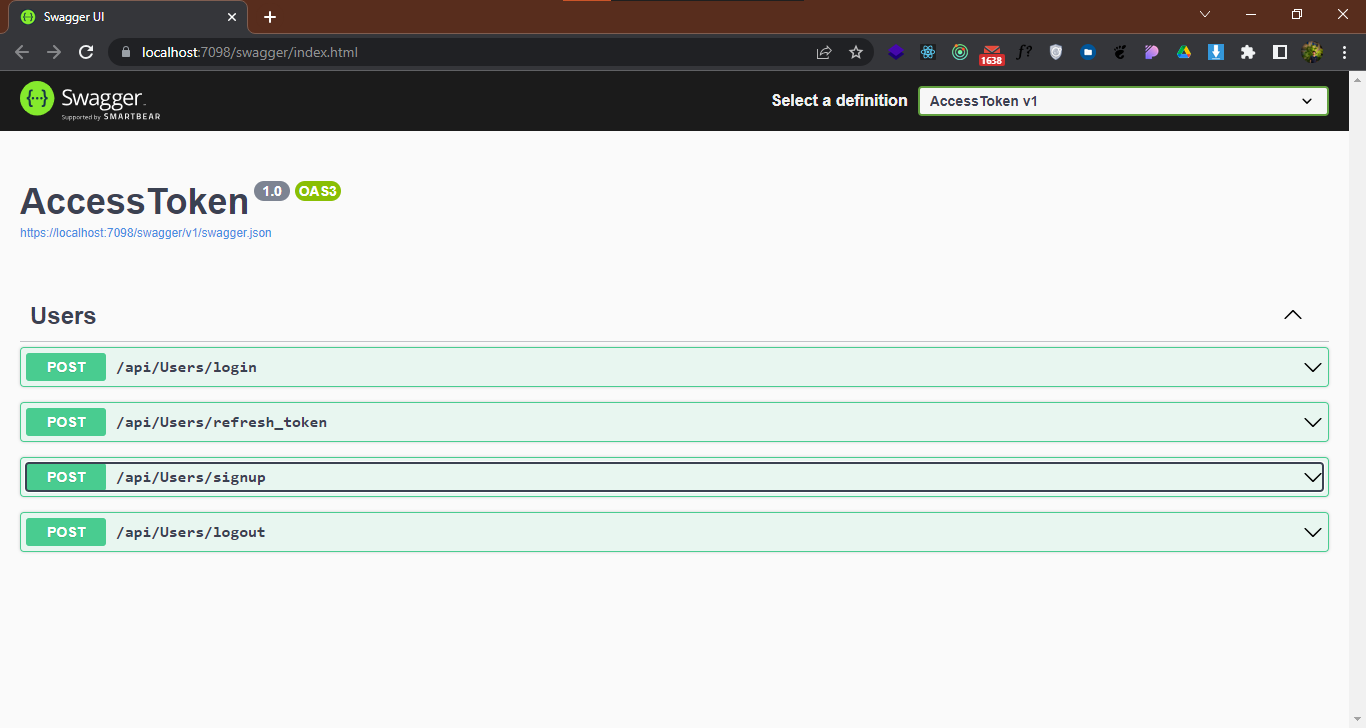 Swagger UI
localhost:7098/swagger/index.html
1638
f?
{···} Swagger.
Supported by SMARTBEAR
Select a definition
AccessToken v1
AccessToken 1.0 OAS3
https://localhost:7098/swagger/v1/swagger.json
Users
POST /api/Users/login
POST /api/Users/refresh_token
POST /api/Users/signup
POST /api/Users/logout